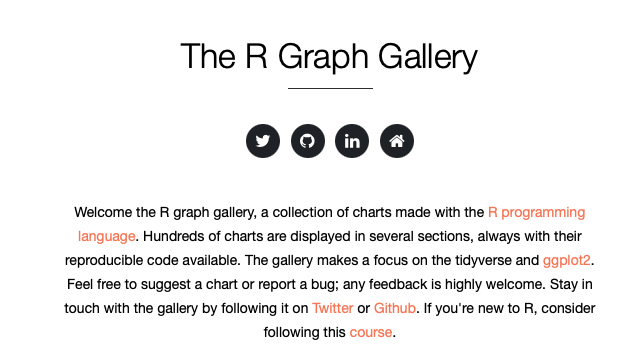 The R Graph Gallery
Welcome the R graph gallery, a collection of charts made with the R programming
language. Hundreds of charts are displayed in several sections, always with their
reproducible code available. The gallery makes a focus on the tidyverse and ggplot2.
Feel free to suggest a chart or report a bug; any feedback is highly welcome. Stay in
touch with the gallery by following it on Twitter or Github. If you're new to R, consider
following this course.